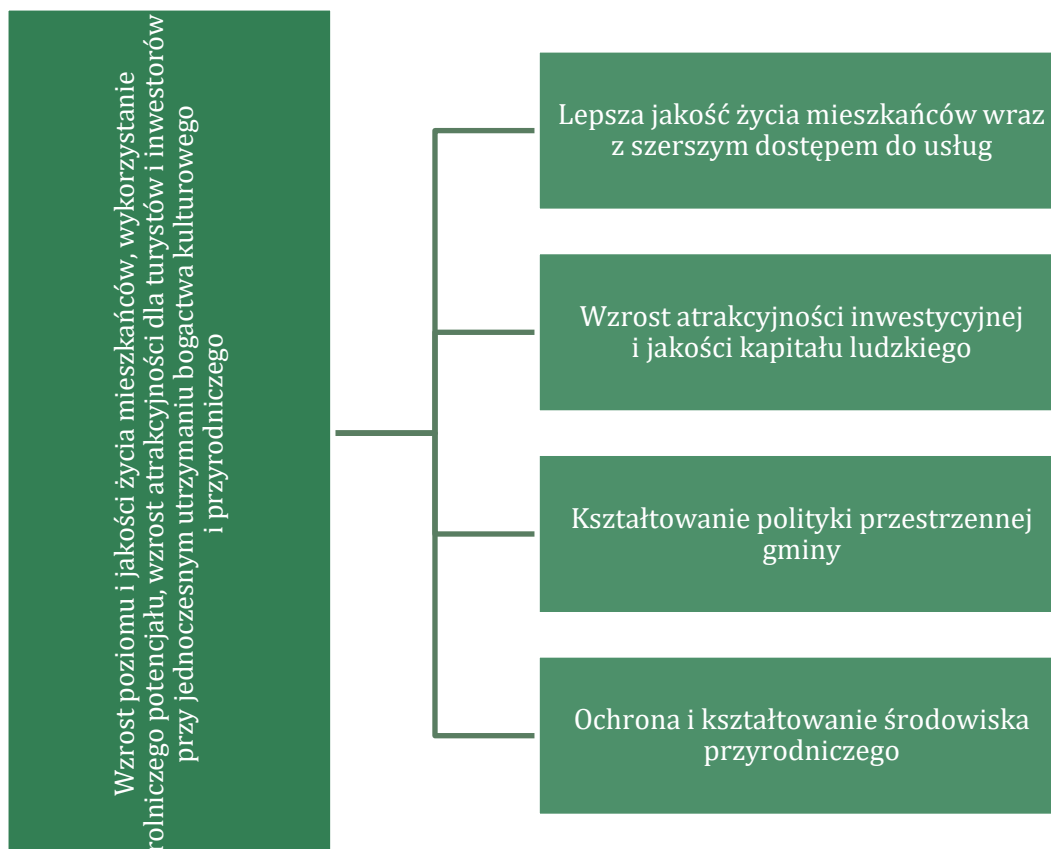 Wzrost poziomu i jakości życia mieszkańców, wykorzystanie
rolniczego potencjału, wzrost atrakcyjności dla turystów i inwestorów
przy jednoczesnym utrzymaniu bogactwa kulturowego
i przyrodniczego
Lepsza jakość życia mieszkańców wraz
z szerszym dostępem do usług
Wzrost atrakcyjności inwestycyjnej
i jakości kapitału ludzkiego
Kształtowanie polityki przestrzennej
gminy
Ochrona i kształtowanie środowiska
przyrodniczego